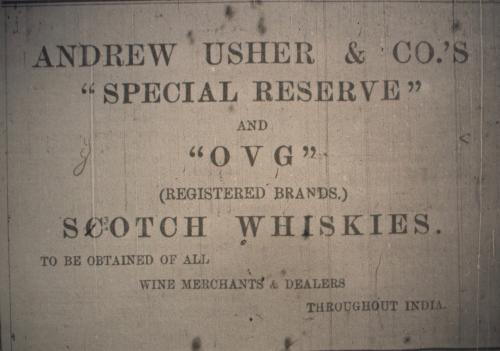 ANDREW USHER & CO.'S
"SPECIAL RESERVE"
AND
"OVG"
(REGISTERED BRANDS.)
SCOTCH WHISKIES.
TO BE OBTAINED OF ALL
WINE MERCHANTS & DEALERS
THROUGHOUT INDIA.